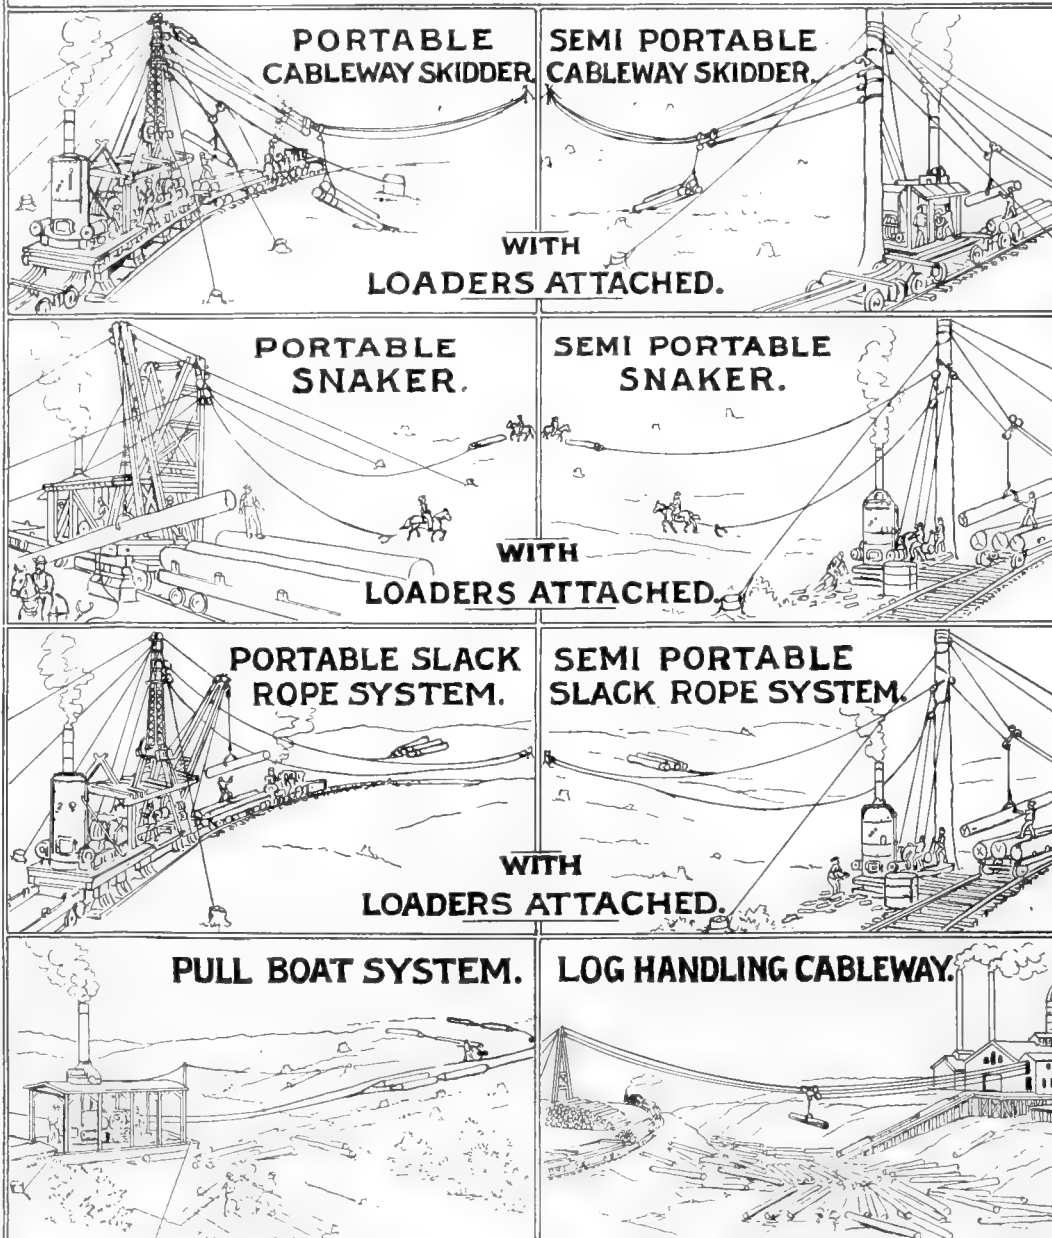 PORTABLE
CABLEWAY SKIDDER.
SEMI PORTABLE
CABLEWAY SKIDDER.
WITH
LOADERS ATTACHED.
PORTABLE
SNAKER.
SEMI PORTABLE
SNAKER.
WITH
LOADERS ATTACHED.
PORTABLE SLACK
ROPE SYSTEM.
SEMI PORTABLE
SLACK ROPE SYSTEM.
WITH
LOADERS ATTACHED.
PULL BOAT SYSTEM.
LOG HANDLING CABLEWAY.